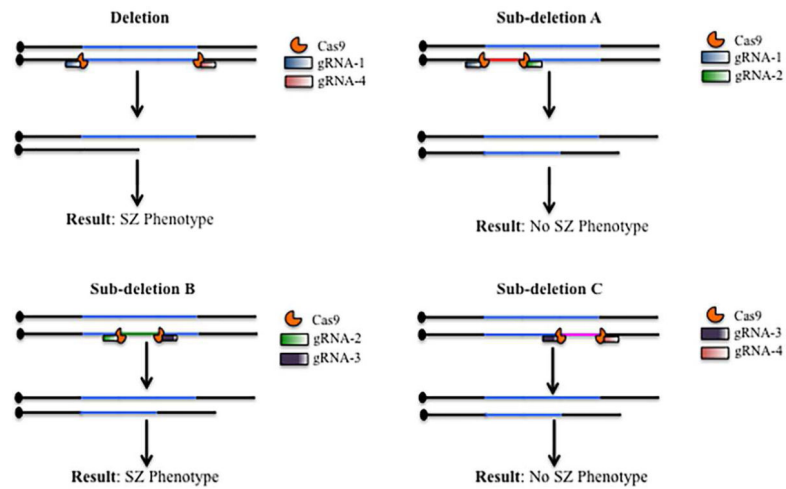 Deletion
Cas9
gRNA-1
gRNA-4
Result: SZ Phenotype
Sub-deletion A
Cas9
gRNA-1
gRNA-2
Result: No SZ Phenotype
Sub-deletion B
Cas9
gRNA-2
gRNA-3
Result: SZ Phenotype
Sub-deletion C
Cas9
gRNA-3
gRNA-4
Result: No SZ Phenotype